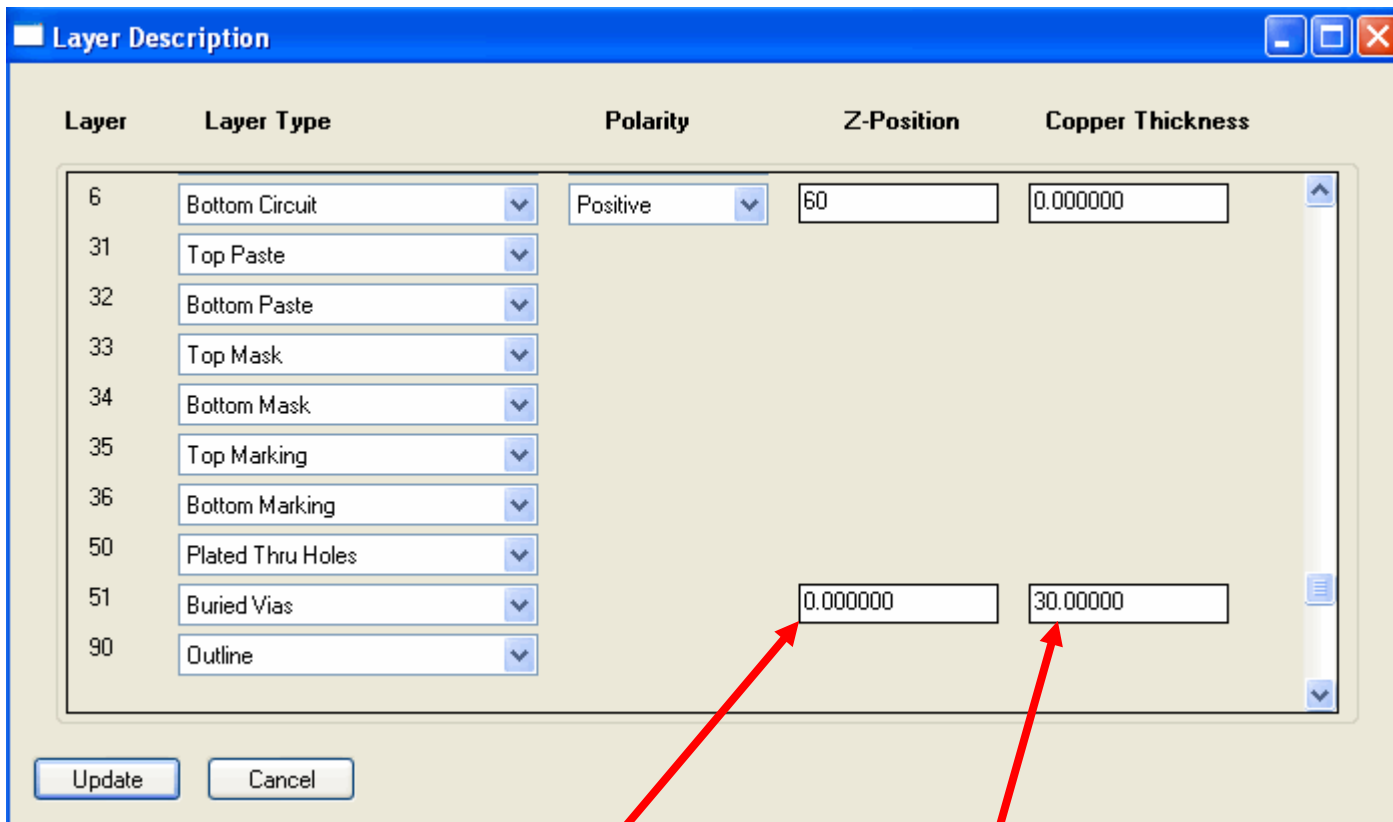 Layer Description
Layer Layer Type Polarity Z-Position Copper Thickness
6 Bottom Circuit Positive 60 0.000000
31 Top Paste
32 Bottom Paste
33 Top Mask
34 Bottom Mask
35 Top Marking
36 Bottom Marking
50 Plated Thru Holes
51 Buried Vias 0.000000 30.00000
90 Outline
Update Cancel